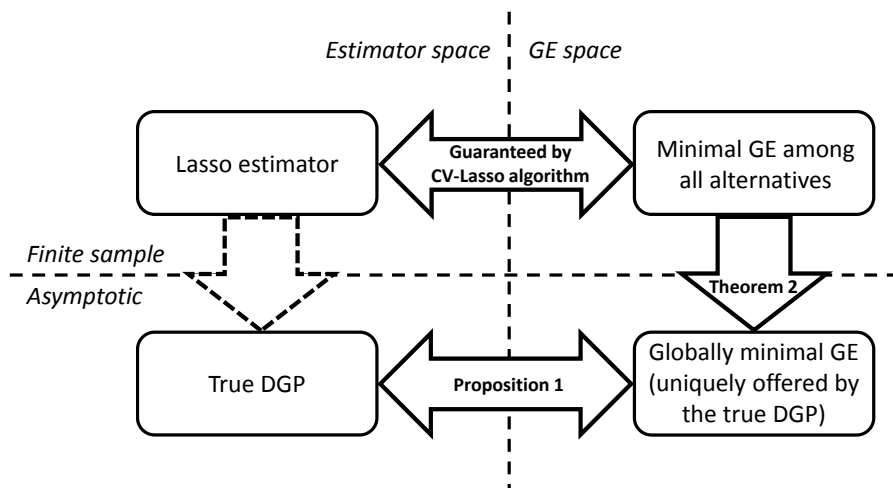 Estimator space
GE space
Lasso estimator
Guaranteed by
CV-Lasso algorithm
Minimal GE among
all alternatives
Finite sample
Asymptotic
Theorem 2
True DGP
Proposition 1
Globally minimal GE
(uniquely offered by
the true DGP)